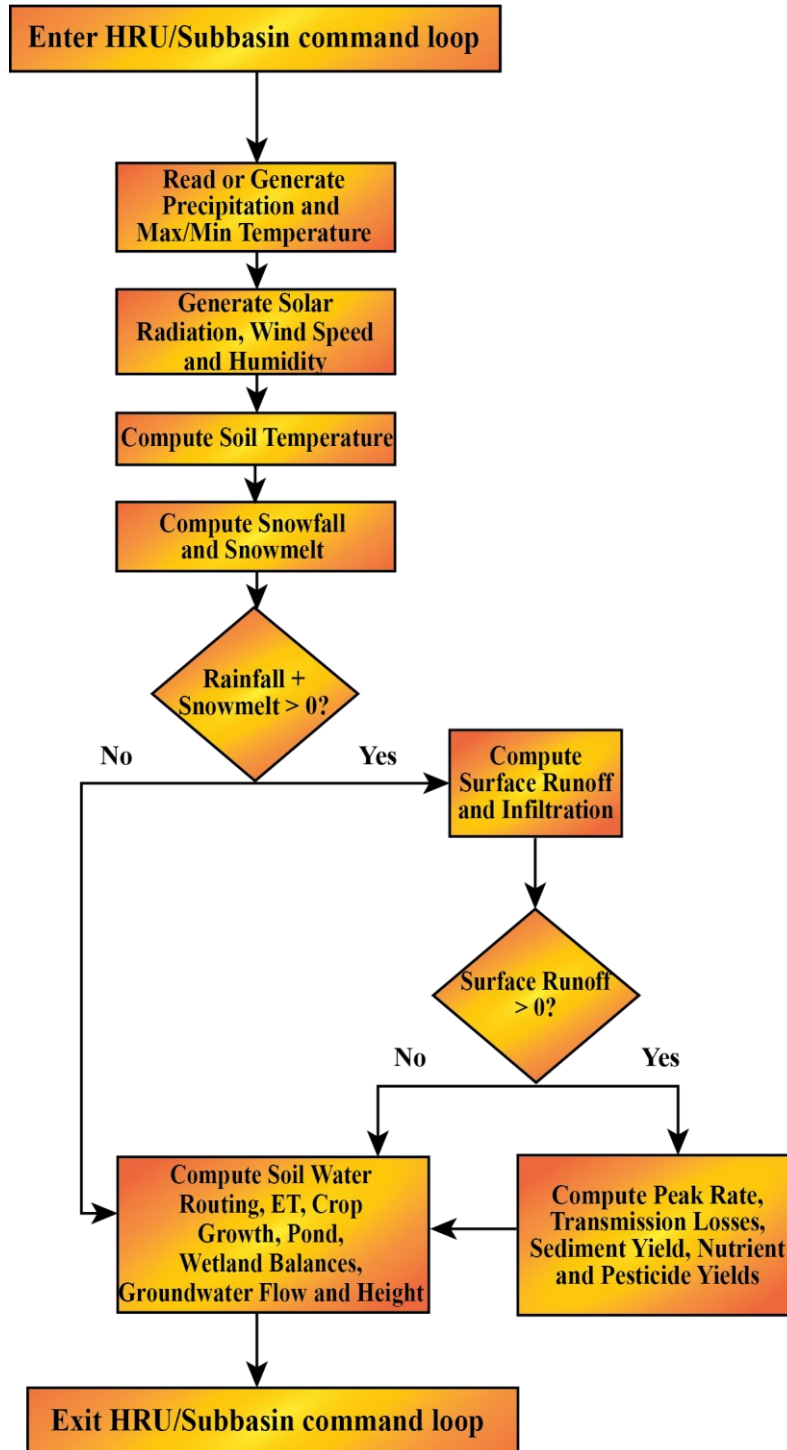 Enter HRU/Subbasin command loop
Read or Generate
Precipitation and
Max/Min Temperature
Generate Solar
Radiation, Wind Speed
and Humidity
Compute Soil Temperature
Compute Snowfall
and Snowmelt
Rainfall +
Snowmelt > 0?
No
Yes
Compute
Surface Runoff
and Infiltration
Surface Runoff
> 0?
No
Yes
Compute Soil Water
Routing, ET, Crop
Growth, Pond,
Wetland Balances,
Groundwater Flow and Height
Compute Peak Rate,
Transmission Losses,
Sediment Yield, Nutrient
and Pesticide Yields
Exit HRU/Subbasin command loop